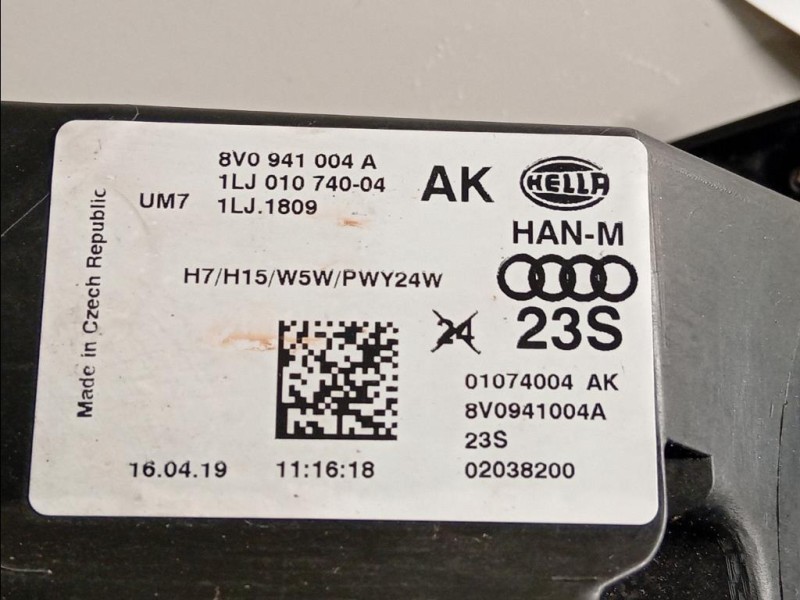 8V0 941 004 A
1LJ 010 740-04
UM7 1LJ.1809
AK
HELLA
HAN-M
H7/H15/W5W/PWY24W
24
23S
01074004 AK
8V0941004A
23S
02038200
16.04.19 11:16:18
Made in Czech Republic